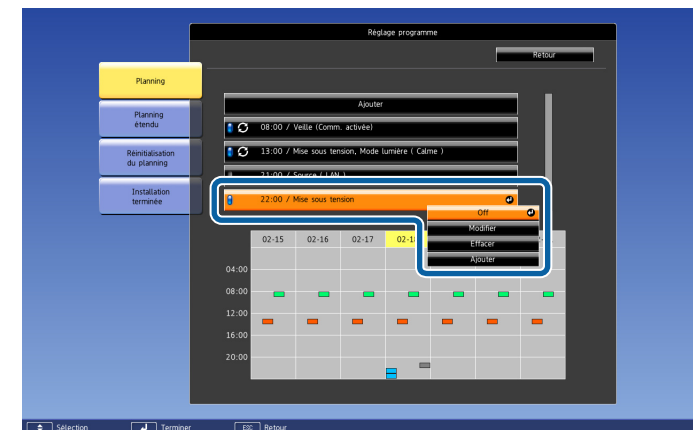 Réglage programme
Retour
Planning
Planning
étendu
Réinitialisation
du planning
Installation
terminée
Ajouter
08:00 / Veille (Comm. activée)
13:00 / Mise sous tension, Mode lumière ( Calme )
21:00 / Source ( LAN )
22:00 / Mise sous tension
Off
Modifier
Effacer
Ajouter
02-15 02-16 02-17 02-18
04:00
08:00
12:00
16:00
20:00
Sélection Terminer ESC Retour